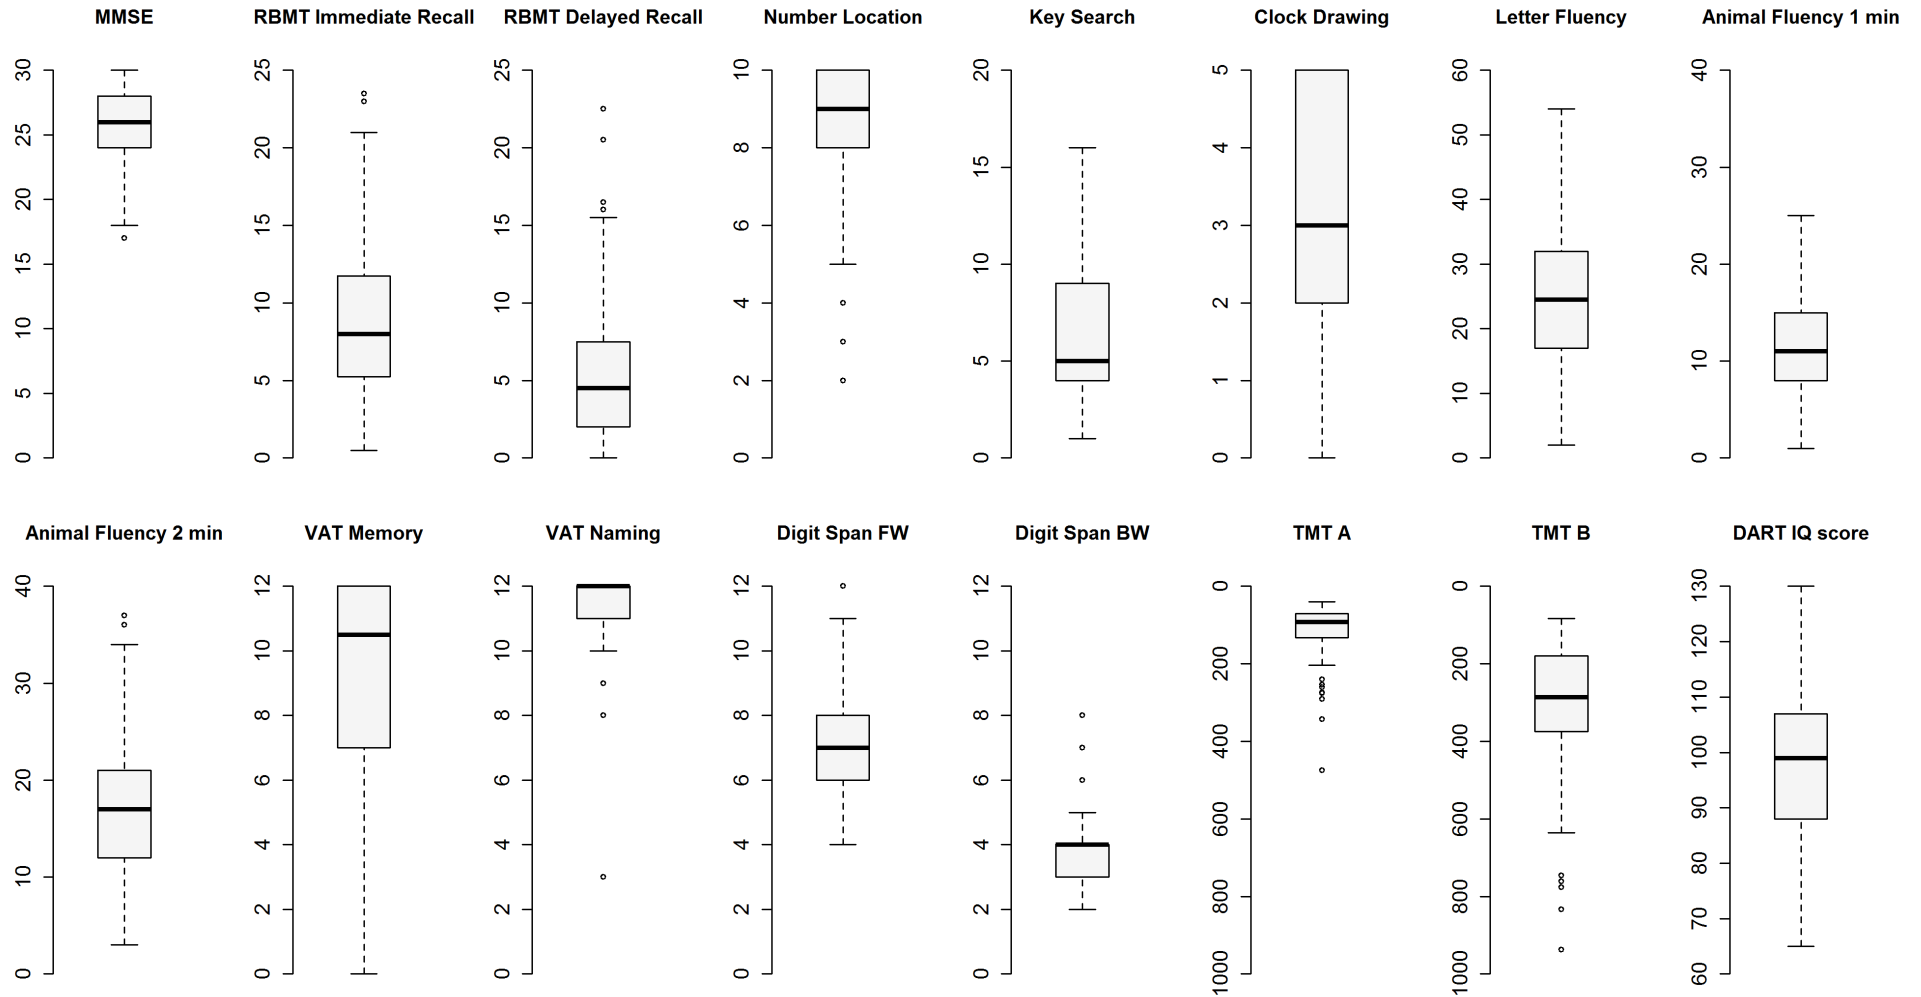 MMSE RBMT Immediate Recall RBMT Delayed Recall Number Location Key Search Clock Drawing Letter Fluency Animal Fluency 1 min
0 5 10 15 20 25 30
0 5 10 15 20 25
0 5 10 15 20 25
0 2 4 6 8 10
0 5 10 15 20
0 1 2 3 4 5
0 10 20 30 40 50 60
0 10 20 30 40
Animal Fluency 2 min VAT Memory VAT Naming Digit Span FW Digit Span BW TMT A TMT B DART IQ score
0 10 20 30 40
0 2 4 6 8 10 12
0 2 4 6 8 10 12
0 2 4 6 8 10 12
0 2 4 6 8 10 12
1000 800 600 400 200 0
1000 800 600 400 200 0
60 70 80 90 100 110 120 130